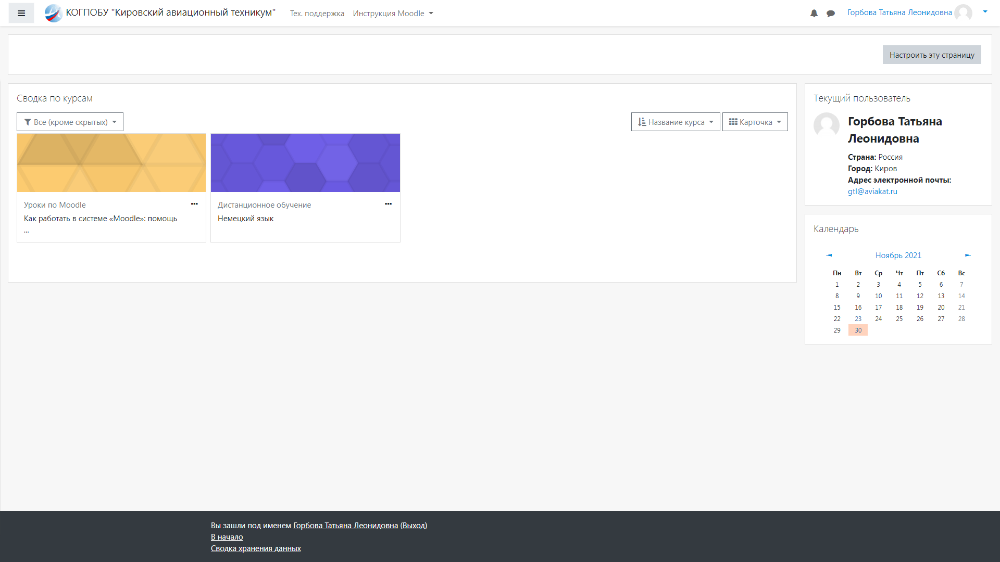 КОГПОБУ "Кировский авиационный техникум"
Тех. поддержка
Инструкция Moodle
Горбова Татьяна Леонидовна
Настроить эту страницу
Сводка по курсам
Все (кроме скрытых)
Название курса
Карточка
Уроки по Moodle
Как работать в системе «Moodle»: помощь
...
Дистанционное обучение
Немецкий язык
Текущий пользователь
Горбова Татьяна
Леонидовна
Страна: Россия
Город: Киров
Адрес электронной почты:
gtl@aviakat.ru
Календарь
◄ Ноябрь 2021 ►
Пн Вт Ср Чт Пт Сб Вс
1 2 3 4 5 6 7
8 9 10 11 12 13 14
15 16 17 18 19 20 21
22 23 24 25 26 27 28
29 30
Вы зашли под именем Горбова Татьяна Леонидовна (Выход)
В начало
Сводка хранения данных